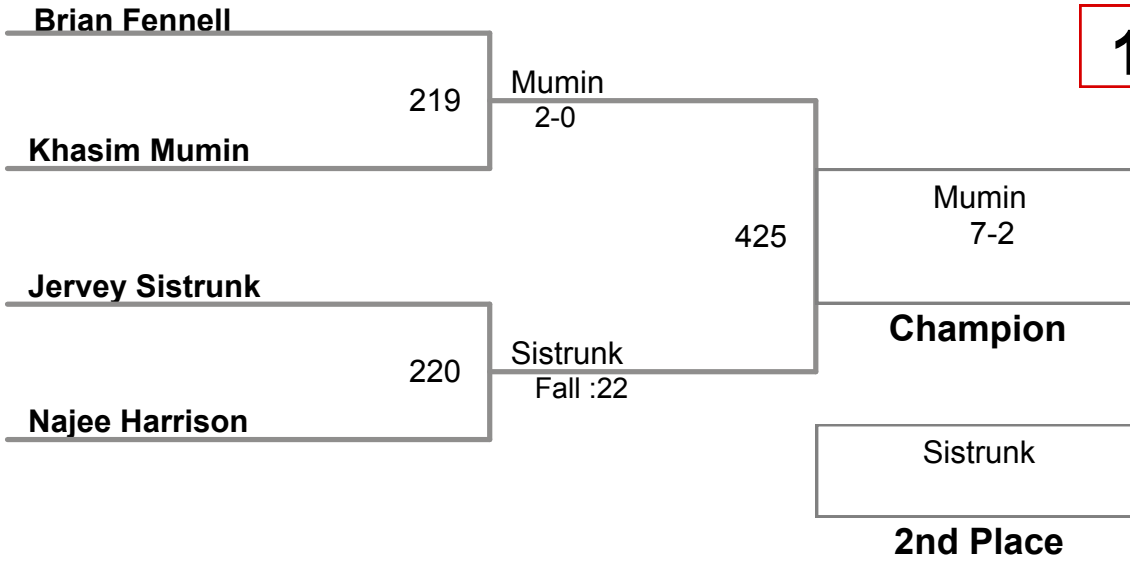 Brian Fennell
1
219
Mumin
2-0
Khasim Mumin
Mumin
7-2
425
Jervey Sistrunk
Champion
220
Sistrunk
Fall :22
Najee Harrison
Sistrunk
2nd Place